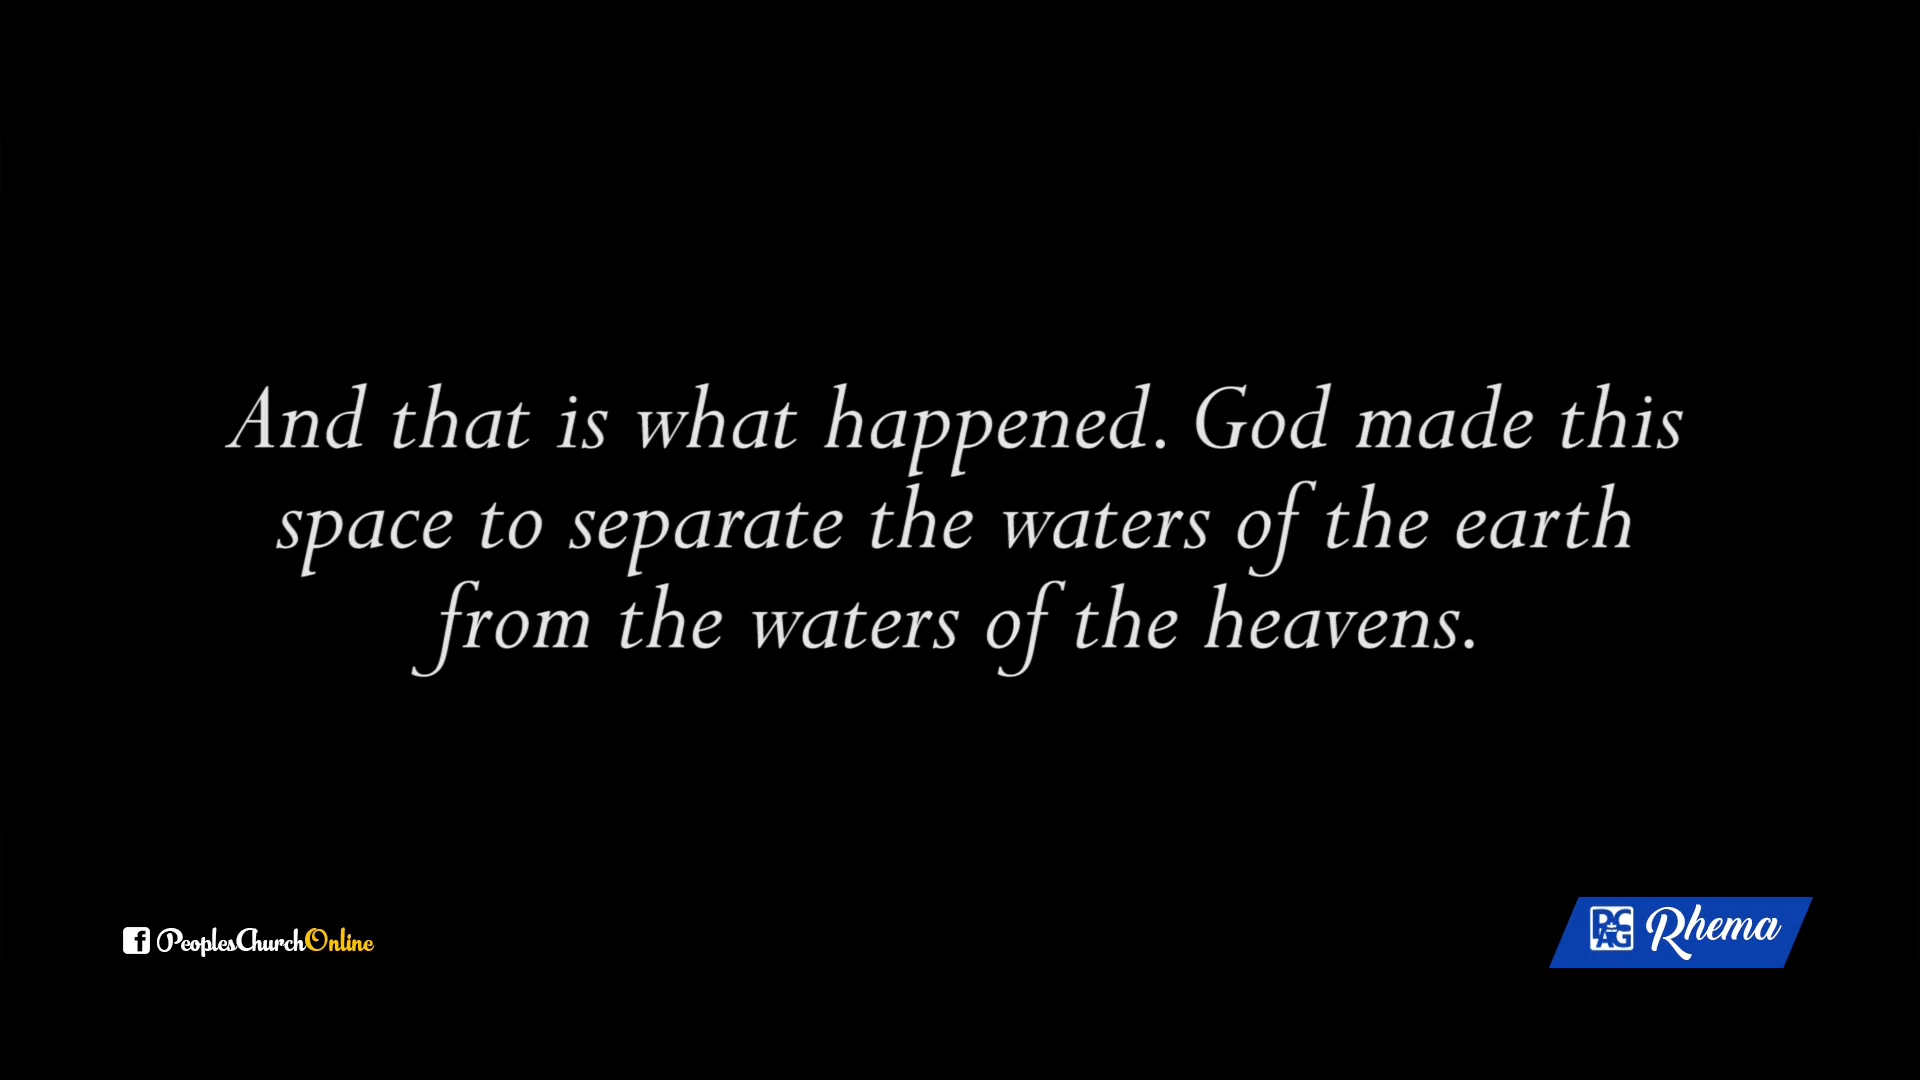 And that is what happened. God made this
space to separate the waters of the earth
from the waters of the heavens.
PeoplesChurchOnline
PCAG Rhema